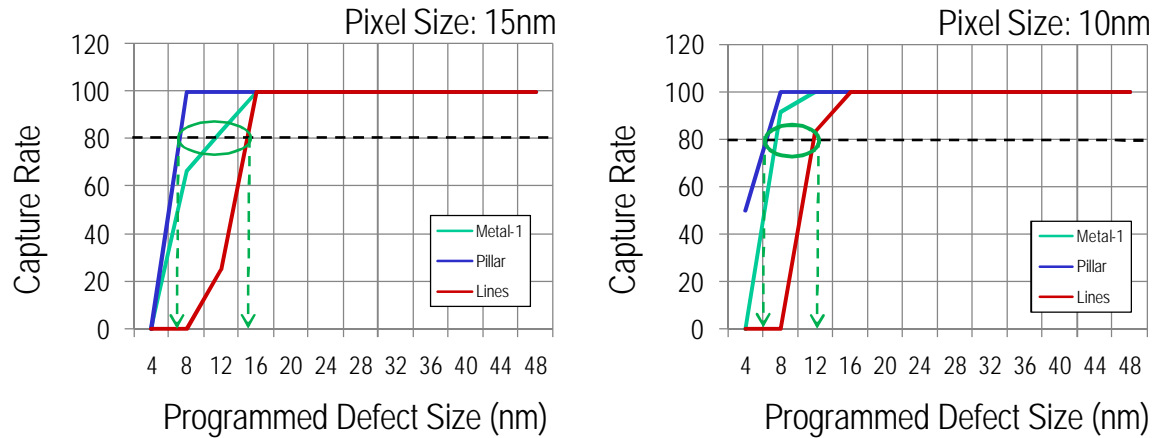 Pixel Size: 15nm
120
100
80
60
40
20
0
Capture Rate
Metal-1
Pillar
Lines
4 8 12 16 20 24 28 32 36 40 44 48
Programmed Defect Size (nm)
Pixel Size: 10nm
120
100
80
60
40
20
0
Capture Rate
Metal-1
Pillar
Lines
4 8 12 16 20 24 28 32 36 40 44 48
Programmed Defect Size (nm)